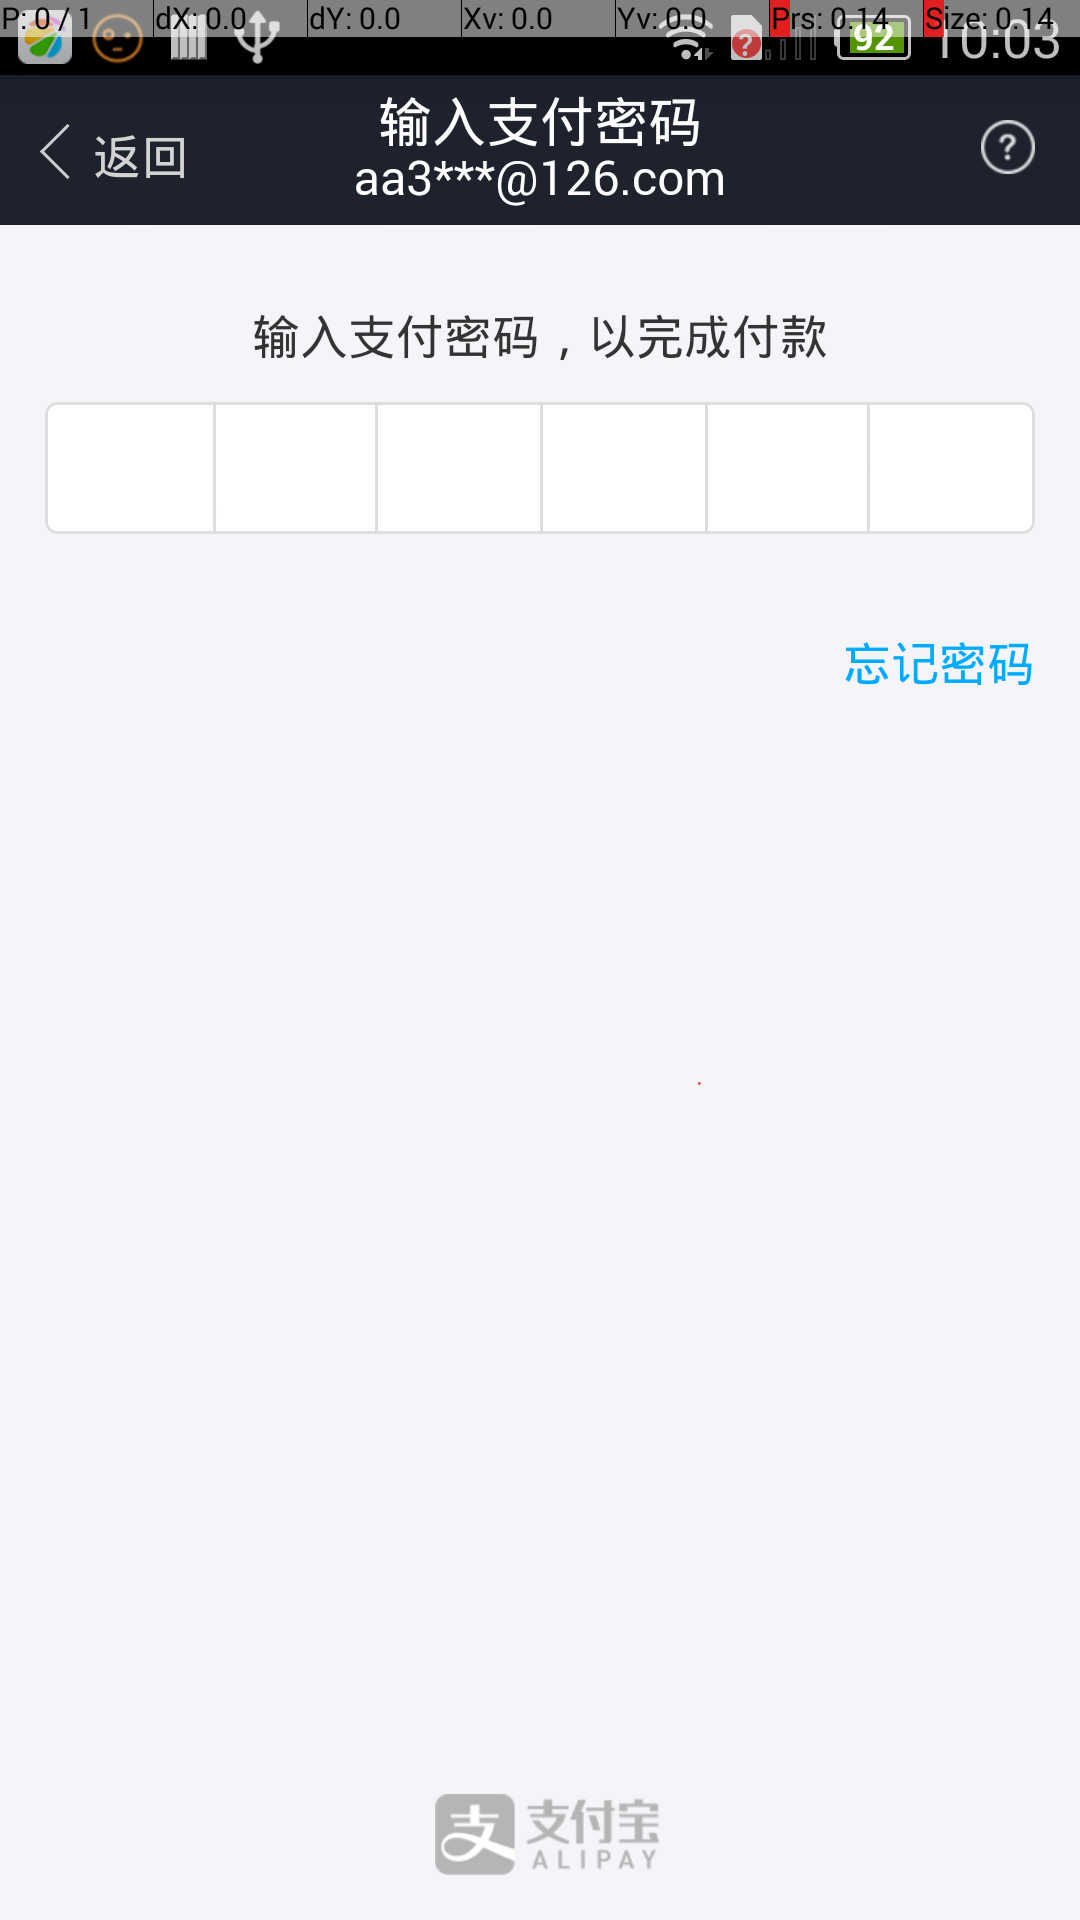 P: 0 / 1 dX: 0.0 dY: 0.0 Xv: 0.0 Yv: 0.0 Prs: 0.14 Size: 0.14
92 10:03
返回
输入支付密码
aa3***@126.com
?
输入支付密码，以完成付款
忘记密码
支 支付宝
ALIPAY